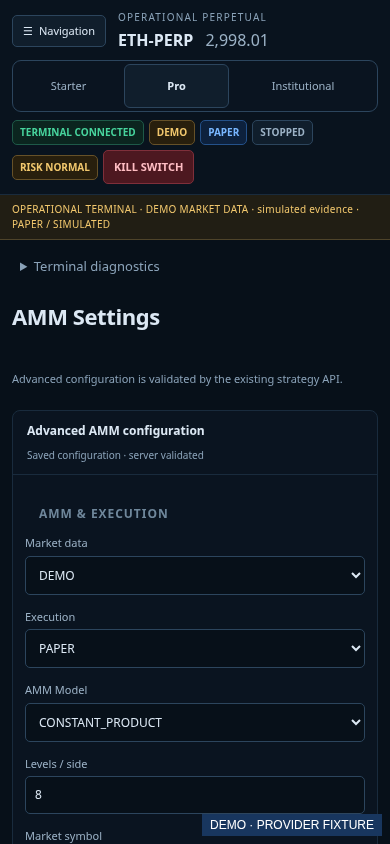 ☰ Navigation
OPERATIONAL PERPETUAL
ETH-PERP 2,998.01
Starter Pro Institutional
TERMINAL CONNECTED DEMO PAPER STOPPED
RISK NORMAL KILL SWITCH
OPERATIONAL TERMINAL · DEMO MARKET DATA · simulated evidence ·
PAPER / SIMULATED
▶ Terminal diagnostics
AMM Settings
Advanced configuration is validated by the existing strategy API.
Advanced AMM configuration
Saved configuration · server validated
AMM & EXECUTION
Market data
DEMO
Execution
PAPER
AMM Model
CONSTANT_PRODUCT
Levels / side
8
DEMO · PROVIDER FIXTURE
Market symbol